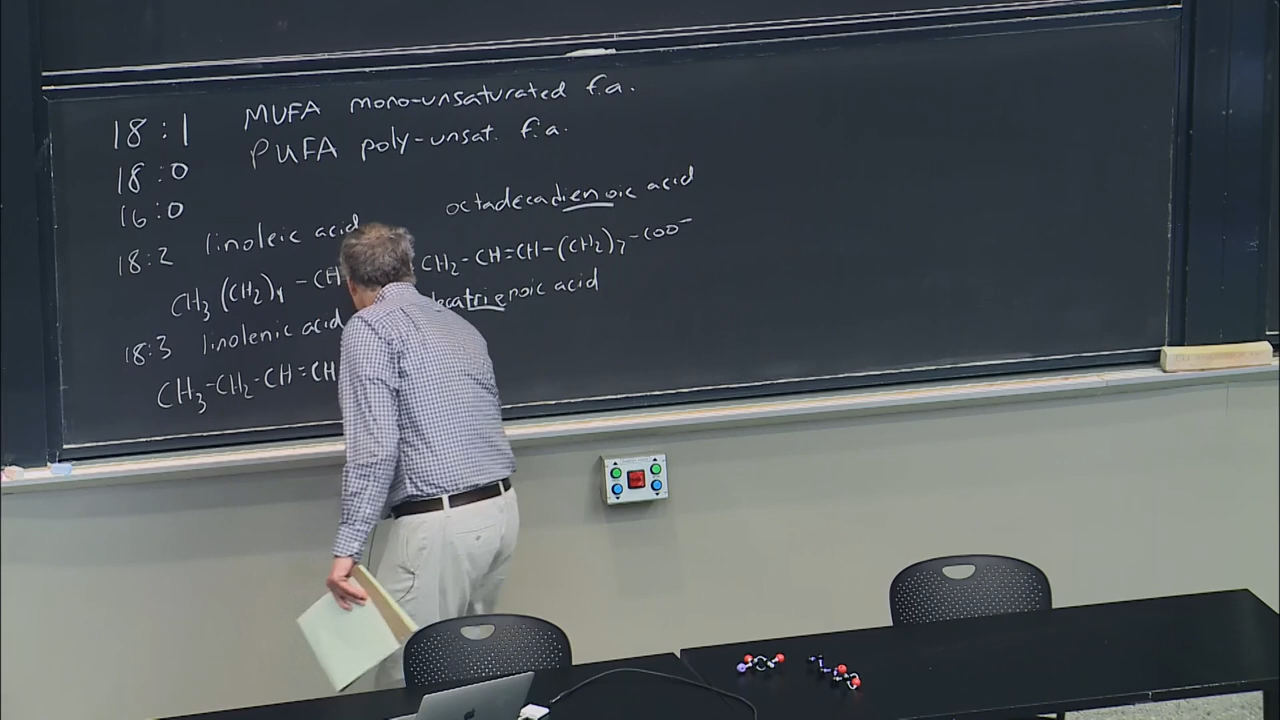 18:1 MUFA mono-unsaturated f.a.
18:0 PUFA poly-unsat. f.a.
16:0
octadecadienoic acid
18:2 linoleic acid
CH₃(CH₂)₄-CH CH₂-CH=CH-(CH₂)₇-COO⁻
18:3 linolenic acid decatrienoic acid
CH₃-CH₂-CH=CH